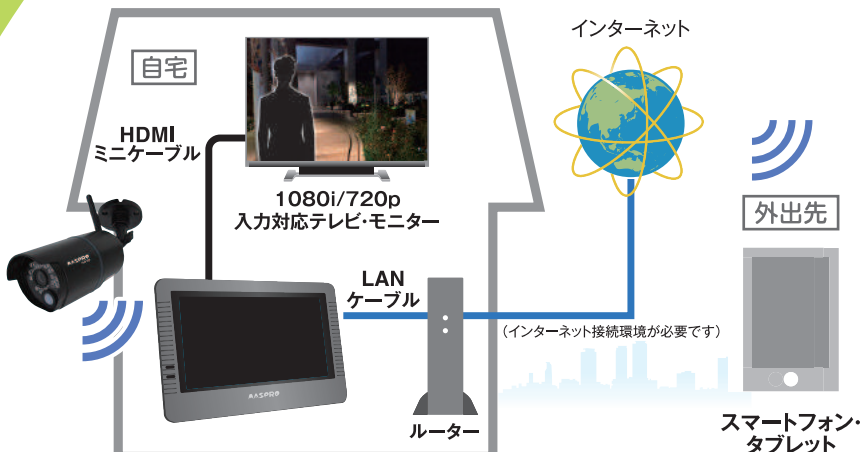 自宅
インターネット
HDMI
ミニケーブル
1080i/720p
入力対応テレビ・モニター
外出先
MASPRO
LAN
ケーブル
(インターネット接続環境が必要です)
MASPRO
ルーター
スマートフォン・
タブレット